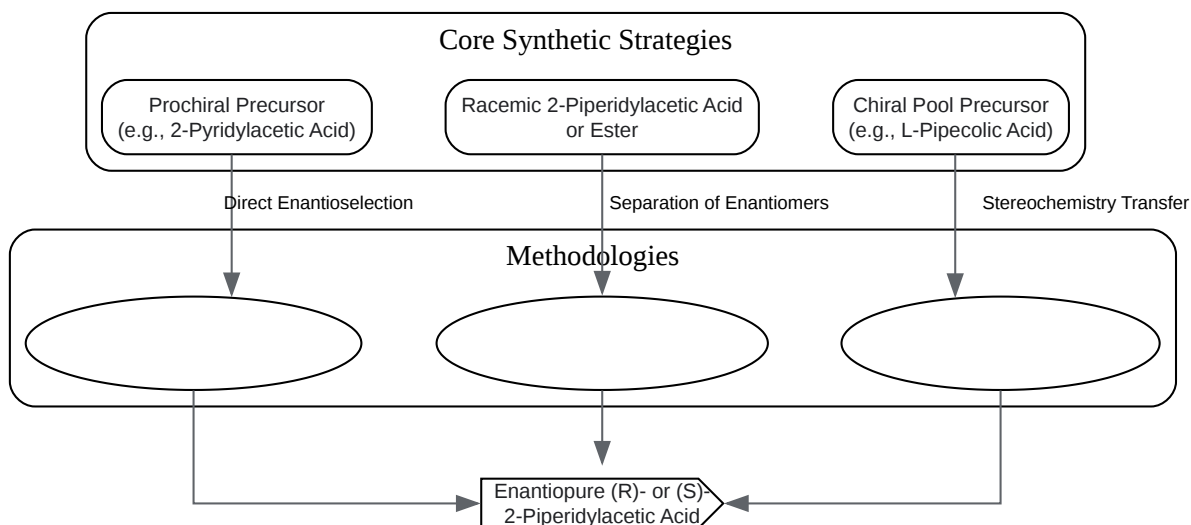 Core Synthetic Strategies
Prochiral Precursor
(e.g., 2-Pyridylacetic Acid)
Racemic 2-Piperidylacetic Acid
or Ester
Chiral Pool Precursor
(e.g., L-Pipecolic Acid)
Direct Enantioselection
Separation of Enantiomers
Stereochemistry Transfer
Methodologies
Enantiopure (R)- or (S)-
2-Piperidylacetic Acid